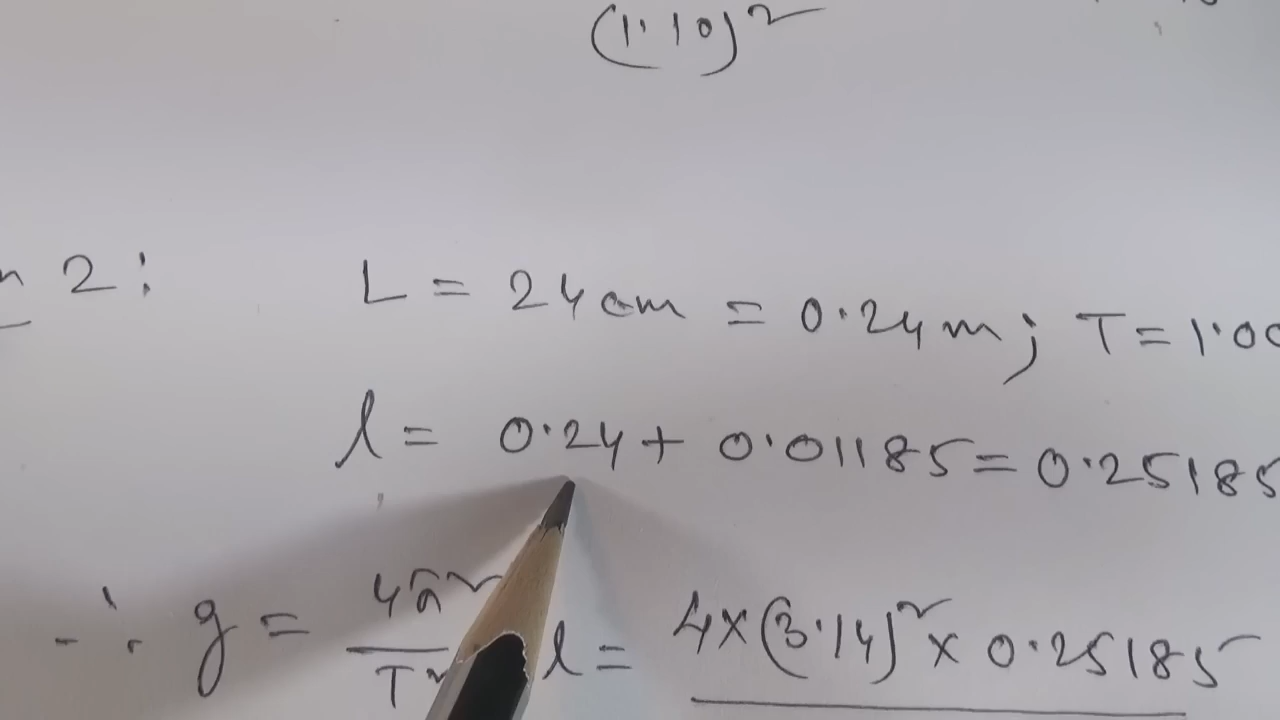 (1.10)²
n 2: L = 24 cm = 0.24 m; T = 1.00
l = 0.24 + 0.01185 = 0.25185
∴ g = 4π²/T² l = 4×(3.14)² × 0.25185